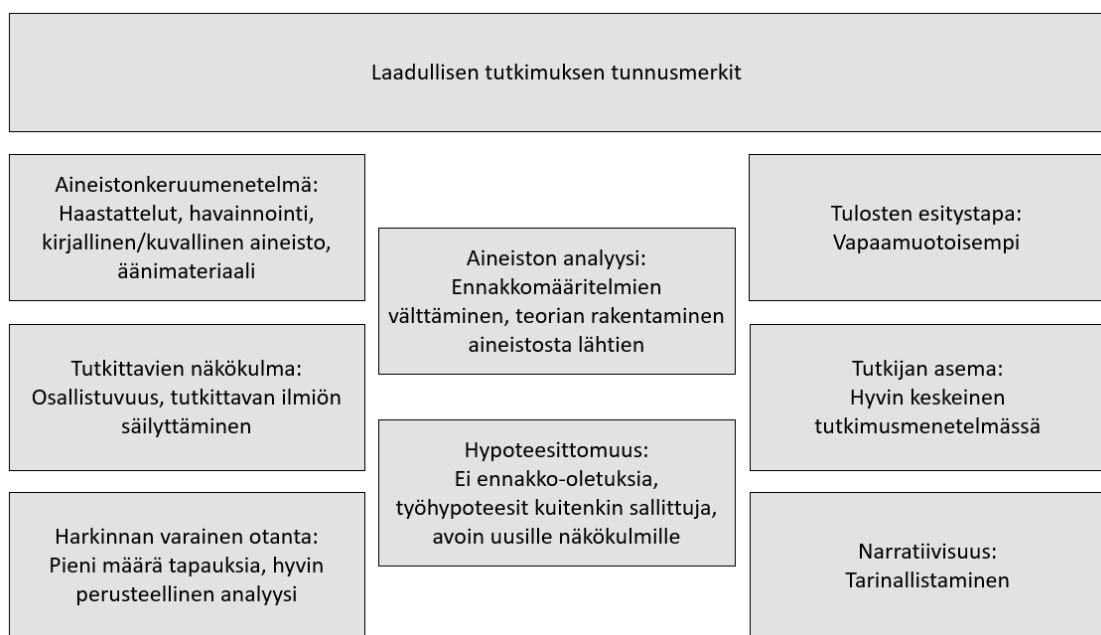 Laadullisen tutkimuksen tunnusmerkit
Aineistonkeruumenetelmä:
Haastattelut, havainnointi,
kirjallinen/kuvallinen aineisto,
äänimateriaali
Tutkittavien näkökulma:
Osallistuvuus, tutkittavan ilmiön
säilyttäminen
Harkinnan varainen otanta:
Pieni määrä tapauksia, hyvin
perusteellinen analyysi
Aineiston analyysi:
Ennakkomääritelmien
välttäminen, teorian rakentaminen
aineistosta lähtien
Hypoteesittomuus:
Ei ennakko-oletuksia,
työhypoteesit kuitenkin sallittuja,
avoin uusille näkökulmille
Tulosten esitystapa:
Vapaamuotoisempi
Tutkijan asema:
Hyvin keskeinen
tutkimusmenetelmässä
Narratiivisuus:
Tarinallistaminen